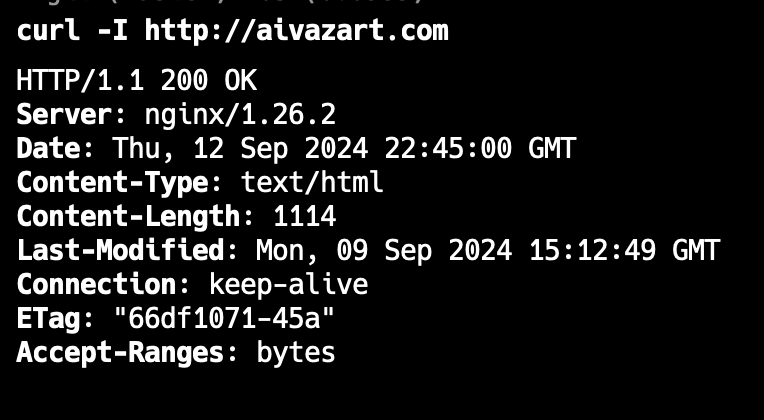 curl -I http://aivazart.com
HTTP/1.1 200 OK
Server: nginx/1.26.2
Date: Thu, 12 Sep 2024 22:45:00 GMT
Content-Type: text/html
Content-Length: 1114
Last-Modified: Mon, 09 Sep 2024 15:12:49 GMT
Connection: keep-alive
ETag: "66df1071-45a"
Accept-Ranges: bytes